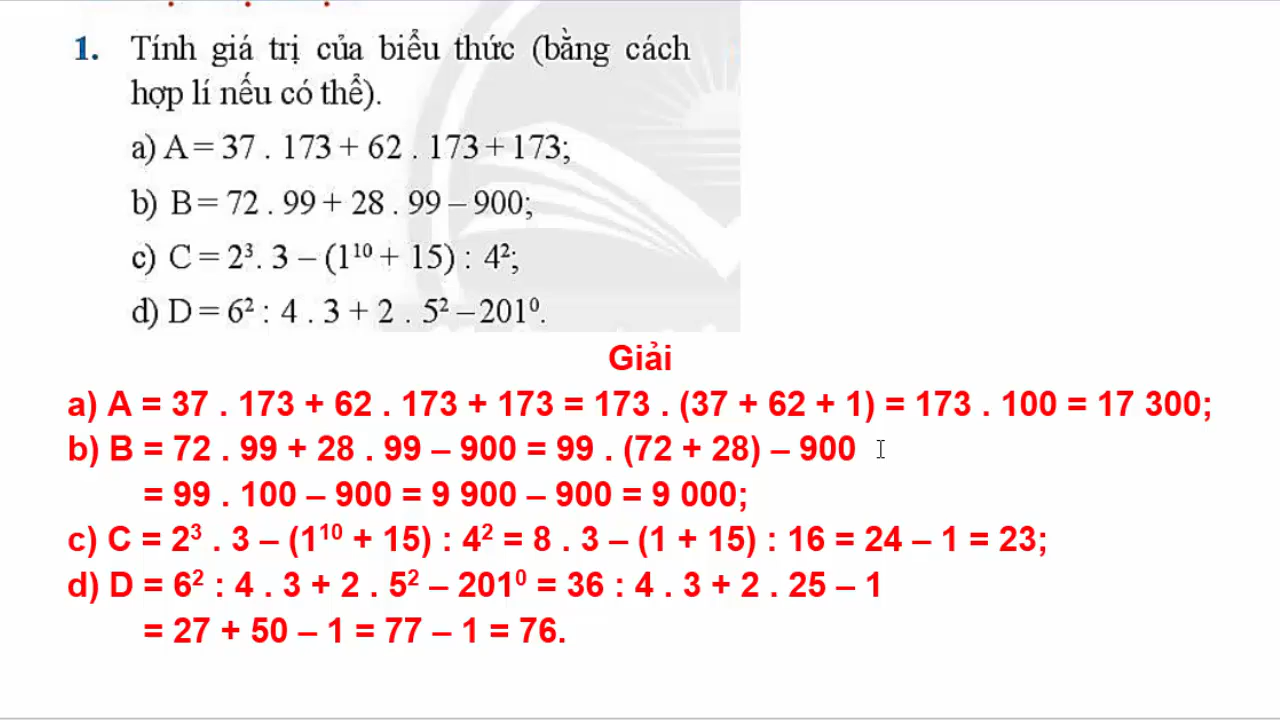 1. Tính giá trị của biểu thức (bằng cách
hợp lí nếu có thể).
a) A = 37 . 173 + 62 . 173 + 173;
b) B = 72 . 99 + 28 . 99 – 900;
c) C = 2³. 3 – (1¹⁰ + 15) : 4²;
d) D = 6² : 4 . 3 + 2 . 5² – 201⁰.
Giải
a) A = 37 . 173 + 62 . 173 + 173 = 173 . (37 + 62 + 1) = 173 . 100 = 17 300;
b) B = 72 . 99 + 28 . 99 – 900 = 99 . (72 + 28) – 900
= 99 . 100 – 900 = 9 900 – 900 = 9 000;
c) C = 2³ . 3 – (1¹⁰ + 15) : 4² = 8 . 3 – (1 + 15) : 16 = 24 – 1 = 23;
d) D = 6² : 4 . 3 + 2 . 5² – 201⁰ = 36 : 4 . 3 + 2 . 25 – 1
= 27 + 50 – 1 = 77 – 1 = 76.